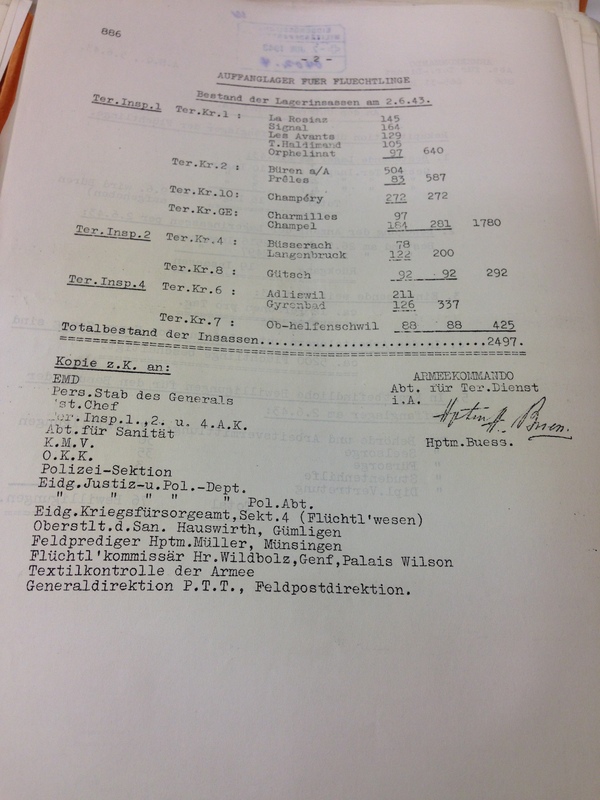 886
- 2 -
AUFFANGLAGER FUER FLUECHTLINGE
Bestand der Lagerinsassen am 2.6.43.
Ter.Insp.1 Ter.Kr.1 : La Rosiaz 145
Signal 164
Les Avants 129
T.Haldimand 105
Orphelinat 97 640
Ter.Kr.2 : Büren a/A 504
Prêles 83 587
Ter.Kr.10: Champéry 272 272
Ter.Kr.GE: Charmilles 97
Champel 184 281 1780
Ter.Insp.2 Ter.Kr.4 : Büsserach 78
Langenbruck 122 200
Ter.Kr.8 : Gütsch 92 92 292
Ter.Insp.4 Ter.Kr.6 : Adliswil 211
Gyrenbad 126 337
Ter.Kr.7 : Ob-helfenschwil 88 88 425
Totalbestand der Insassen..............................2497.
Kopie z.K. an:
EMD
Pers.Stab des Generals
'st.Chef
Ter.Insp.1.,2. u. 4.A.K.
Abt.für Sanität
K.M.V.
O.K.K.
Polizei-Sektion
Eidg.Justiz-u.Pol.-Dept.
" " " " " Pol.Abt.
Eidg.Kriegsfürsorgeamt,Sekt.4 (Flüchtl'wesen)
Oberstlt.d.San. Hauswirth, Gümligen
Feldprediger Hptm.Müller, Münsingen
Flüchtl'kommissär Hr.Wildbolz,Genf,Palais Wilson
Textilkontrolle der Armee
Generaldirektion P.T.T., Feldpostdirektion.
ARMEEKOMMANDO
Abt. für Ter.Dienst
i.A.
Hptm.Buess.